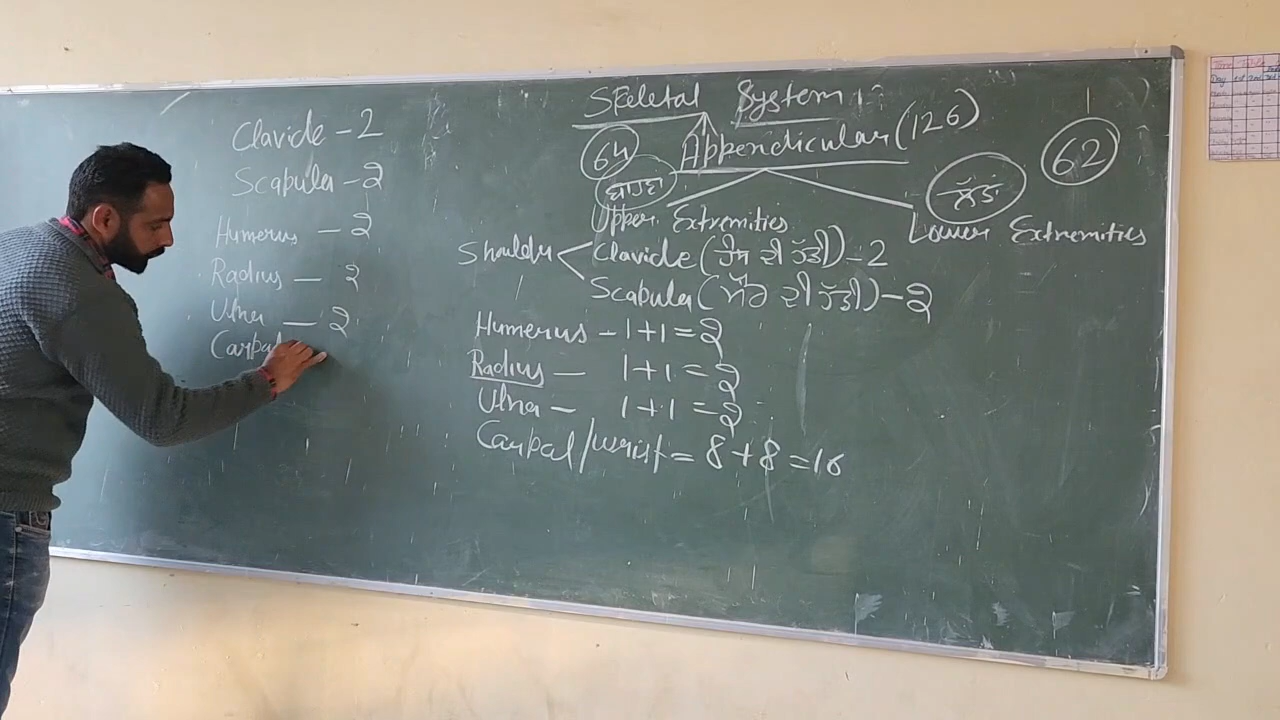 Skeletal System :
64 Appendicular (126) 62
ਬਾਹਾਂ ਲੱਤਾਂ
Upper Extremities Lower Extremities
Shoulder < Clavicle (ਹੰਸ ਦੀ ਹੱਡੀ) - 2
Scapula (ਮੌਰ ਦੀ ਹੱਡੀ) - 2
Humerus - 1+1 = 2
Radius - 1+1 = 2
Ulna - 1+1 = 2
Carpal/wrist = 8+8 = 16
Clavicle - 2
Scapula - 2
Humerus - 2
Radius - 2
Ulna - 2
Carpal